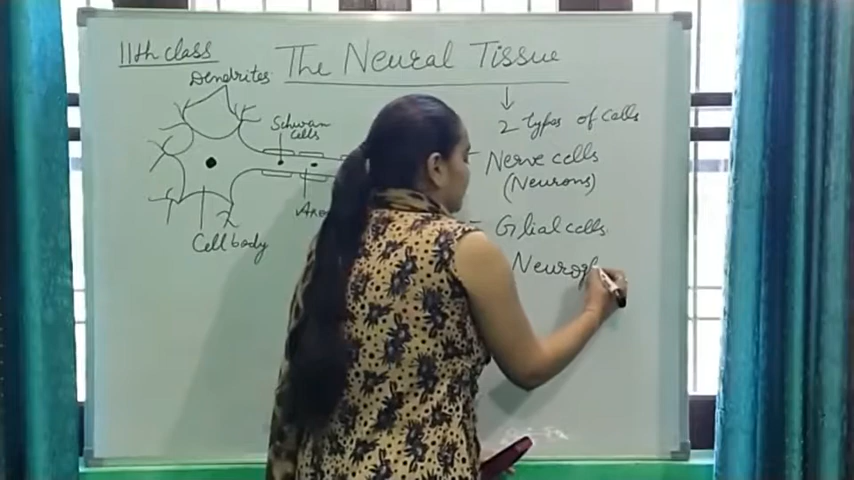 11th class
The Neural Tissue
Dendrites
Schwann
Cells
Cell body
2 types of Cells
Nerve cells
(Neurons)
Glial cells